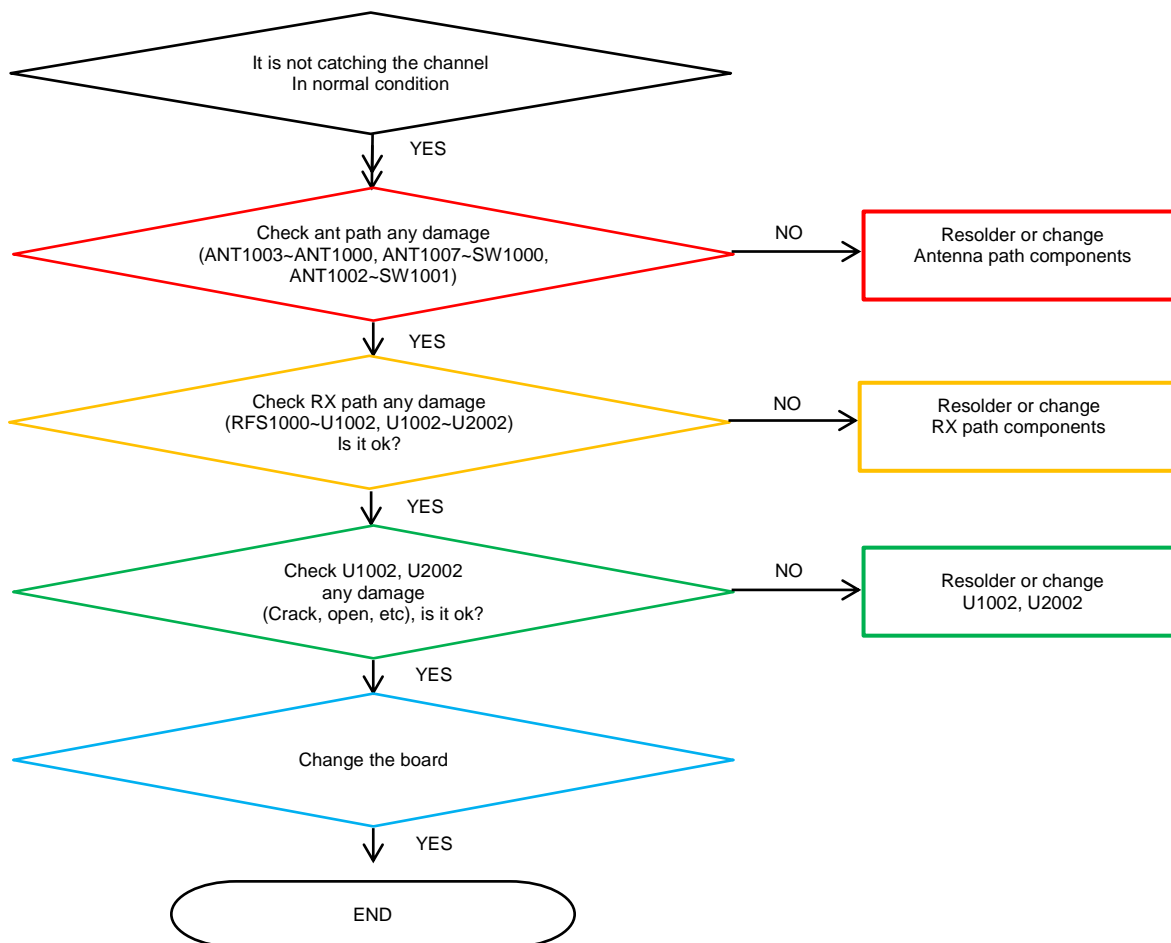 It is not catching the channel
In normal condition
YES
Check ant path any damage
(ANT1003~ANT1000, ANT1007~SW1000,
ANT1002~SW1001)
NO
Resolder or change
Antenna path components
YES
Check RX path any damage
(RFS1000~U1002, U1002~U2002)
Is it ok?
NO
Resolder or change
RX path components
YES
Check U1002, U2002
any damage
(Crack, open, etc), is it ok?
NO
Resolder or change
U1002, U2002
YES
Change the board
YES
END